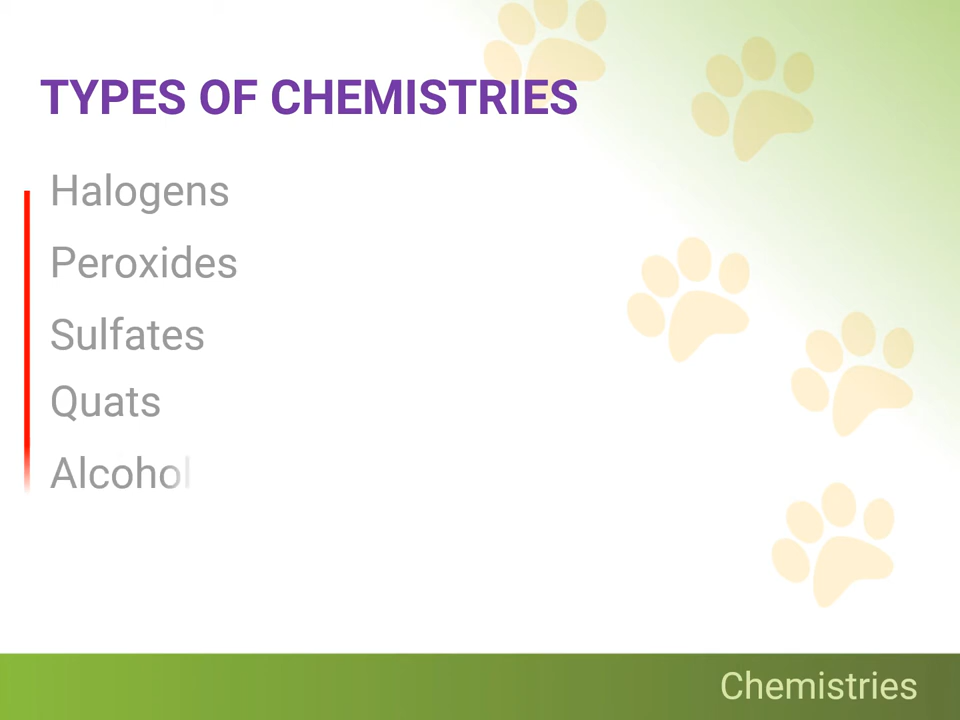 TYPES OF CHEMISTRIES
Halogens
Peroxides
Sulfates
Quats
Alcohol
Chemistries